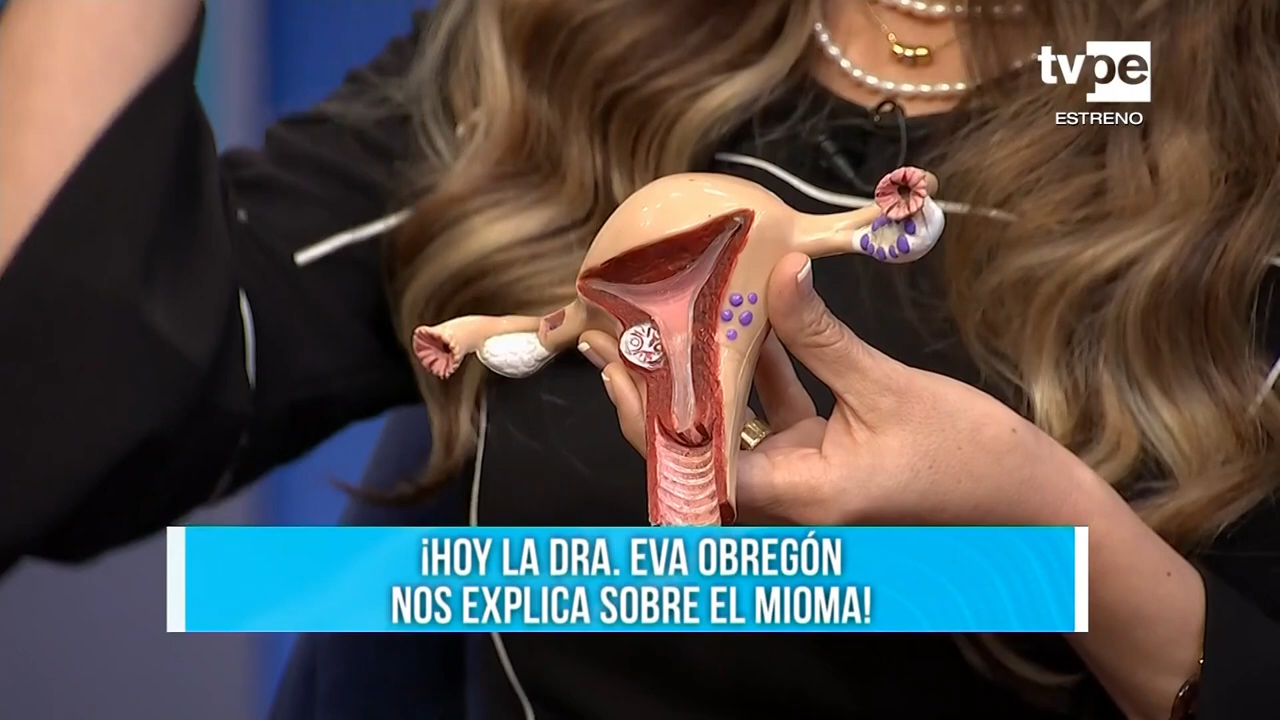 tvpe
ESTRENO
¡HOY LA DRA. EVA OBREGÓN
NOS EXPLICA SOBRE EL MIOMA!